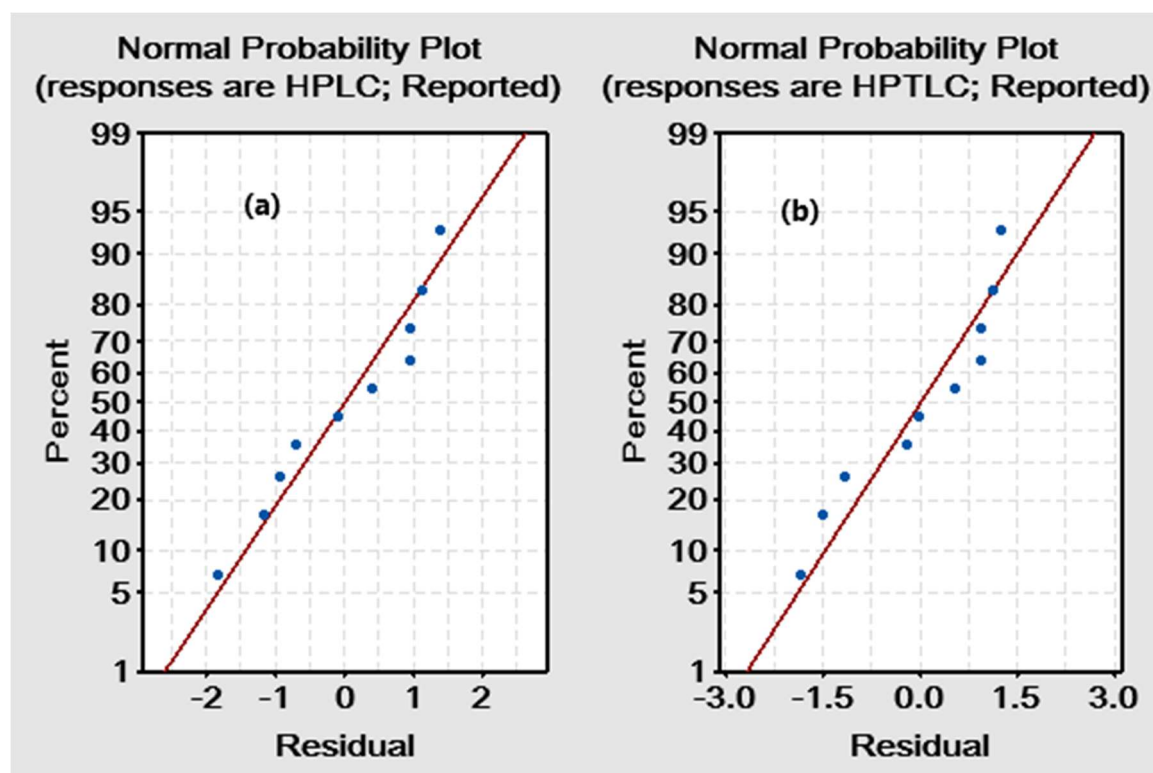 Normal Probability Plot
(responses are HPLC; Reported)
99
95
90
80
70
60
50
40
30
20
10
5
1
Percent
(a)
-2 -1 0 1 2
Residual
Normal Probability Plot
(responses are HPTLC; Reported)
99
95
90
80
70
60
50
40
30
20
10
5
1
Percent
(b)
-3.0 -1.5 0.0 1.5 3.0
Residual